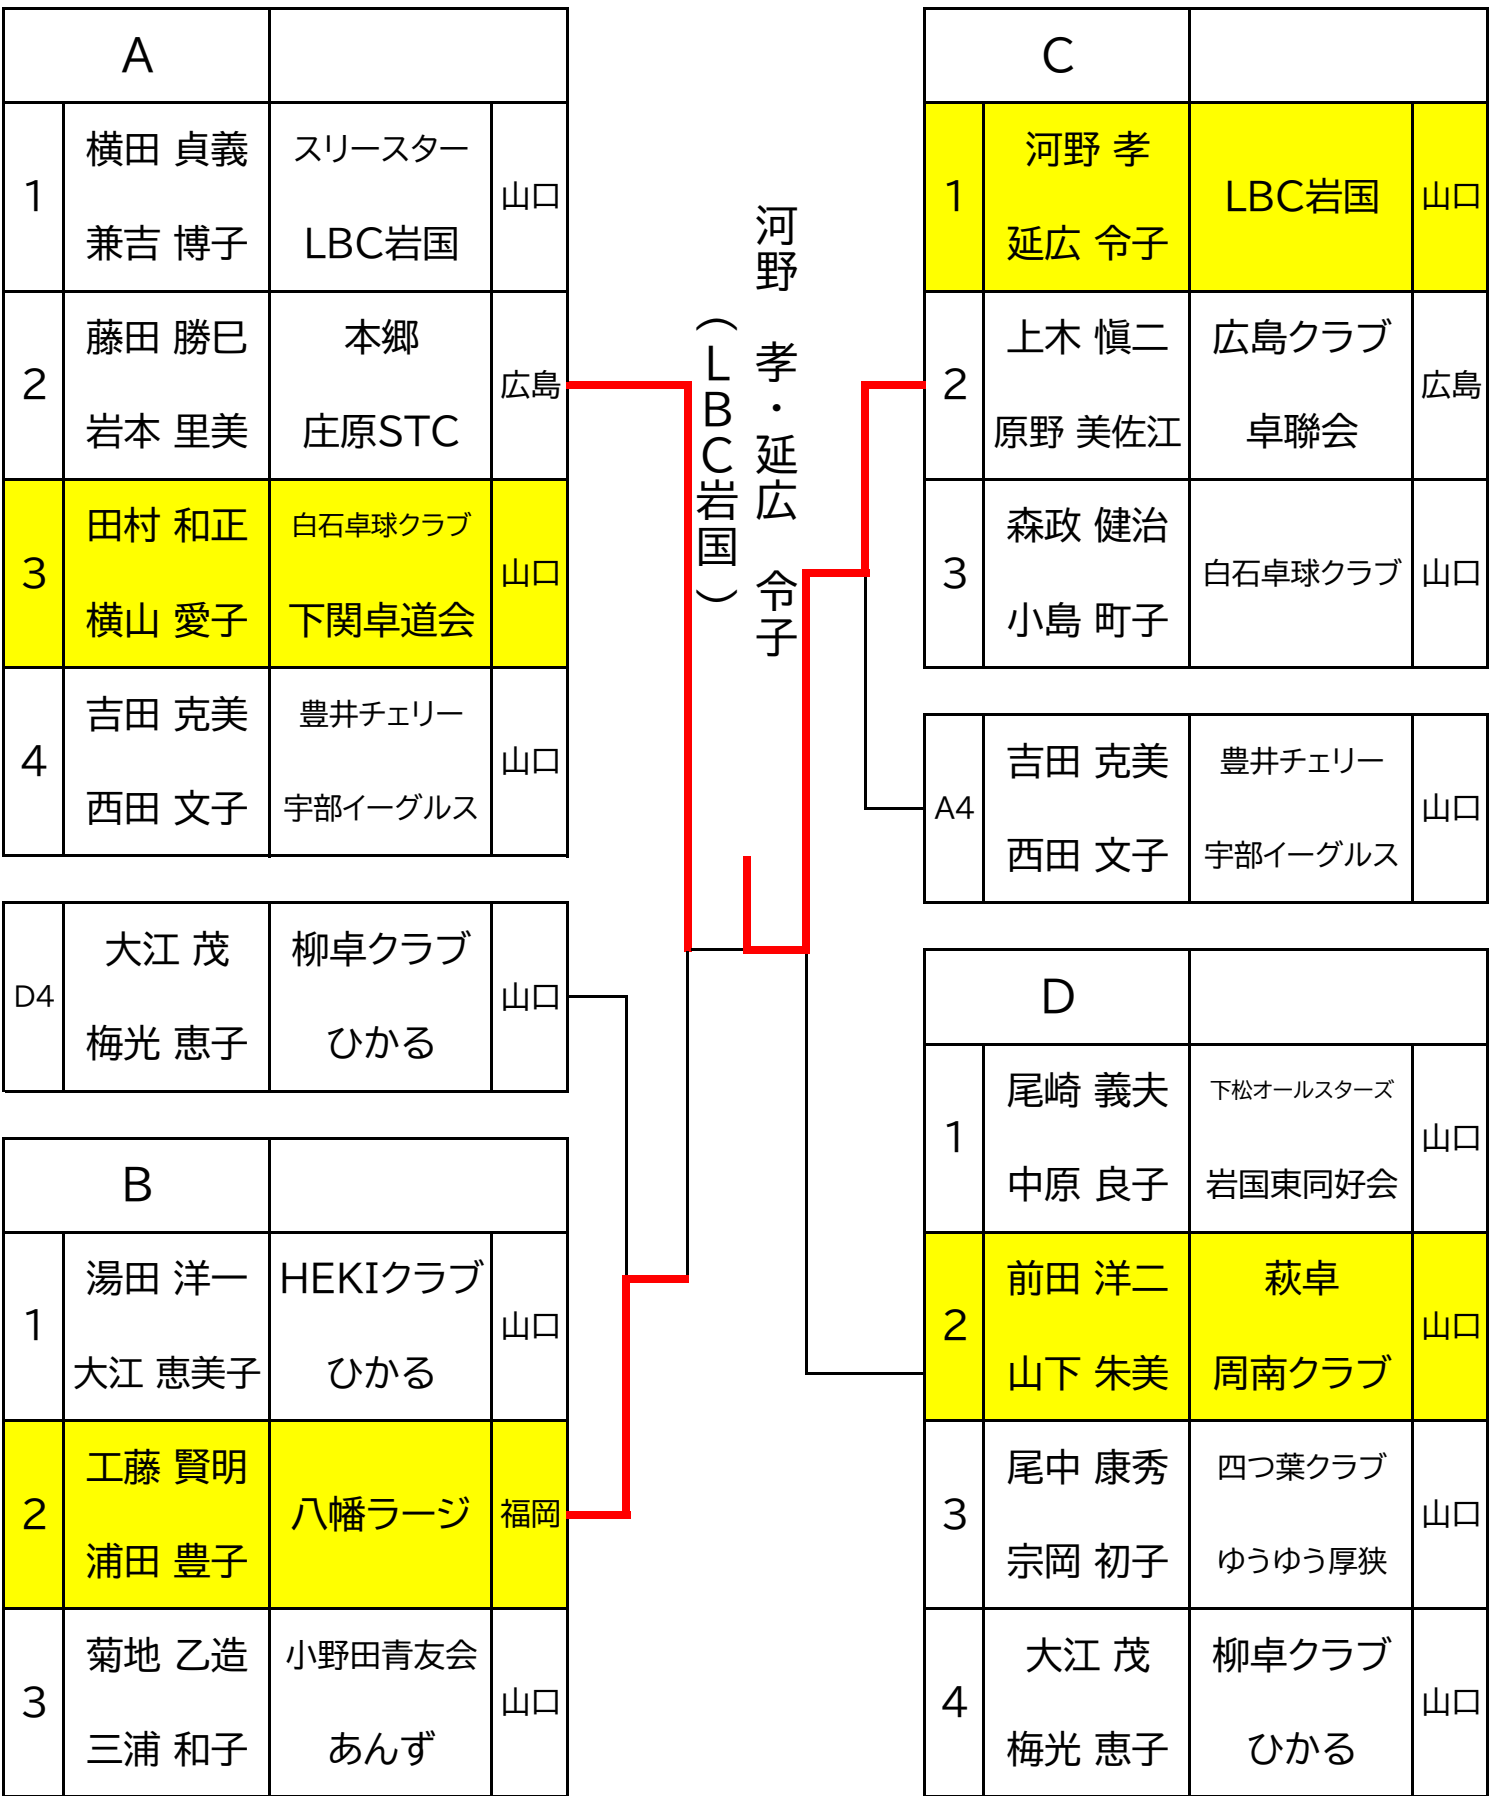 A
1
横田 貞義
スリースター
山口
兼吉 博子
LBC岩国
2
藤田 勝巳
本郷
広島
岩本 里美
庄原STC
3
田村 和正
白石卓球クラブ
山口
横山 愛子
下関卓道会
4
吉田 克美
豊井チェリー
山口
西田 文子
宇部イーグルス
D4
大江 茂
柳卓クラブ
山口
梅光 恵子
ひかる
B
1
湯田 洋一
HEKIクラブ
山口
大江 恵美子
ひかる
2
工藤 賢明
八幡ラージ
福岡
浦田 豊子
3
菊地 乙造
小野田青友会
山口
三浦 和子
あんず
河野 孝・延広 令子
(LBC岩国)
C
1
河野 孝
LBC岩国
山口
延広 令子
2
上木 愼二
広島クラブ
広島
原野 美佐江
卓聯会
3
森政 健治
白石卓球クラブ
山口
小島 町子
A4
吉田 克美
豊井チェリー
山口
西田 文子
宇部イーグルス
D
1
尾崎 義夫
下松オールスターズ
山口
中原 良子
岩国東同好会
2
前田 洋二
萩卓
山口
山下 朱美
周南クラブ
3
尾中 康秀
四つ葉クラブ
山口
宗岡 初子
ゆうゆう厚狭
4
大江 茂
柳卓クラブ
山口
梅光 恵子
ひかる